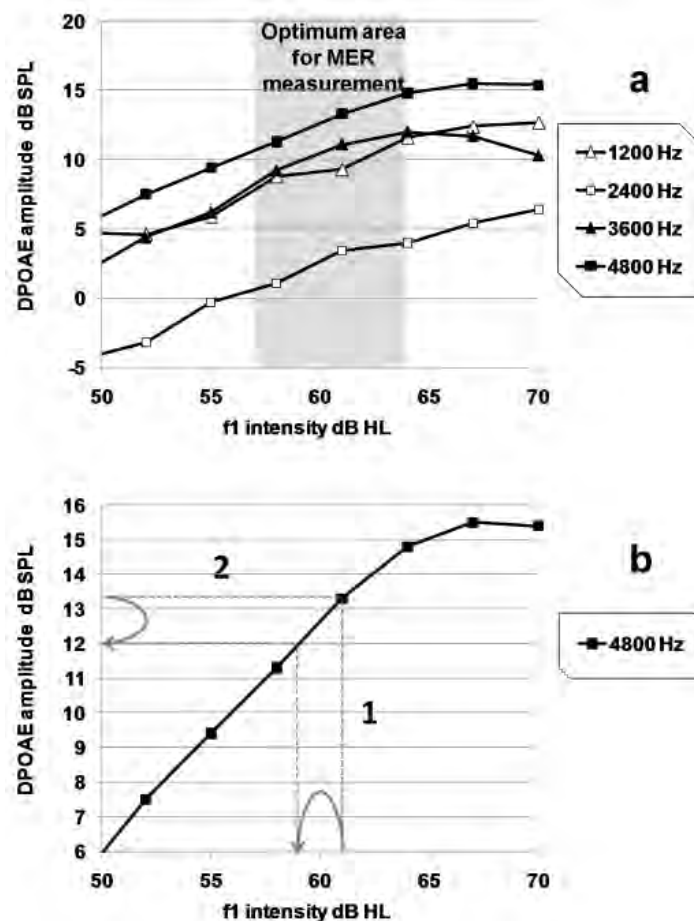 20
15
10
5
0
-5
DPOAE amplitude dB SPL
Optimum area
for MER
measurement
50 55 60 65 70
f1 intensity dB HL
a
1200 Hz
2400 Hz
3600 Hz
4800 Hz
16
15
14
13
12
11
10
9
8
7
6
DPOAE amplitude dB SPL
2
1
50 55 60 65 70
f1 intensity dB HL
b
4800 Hz